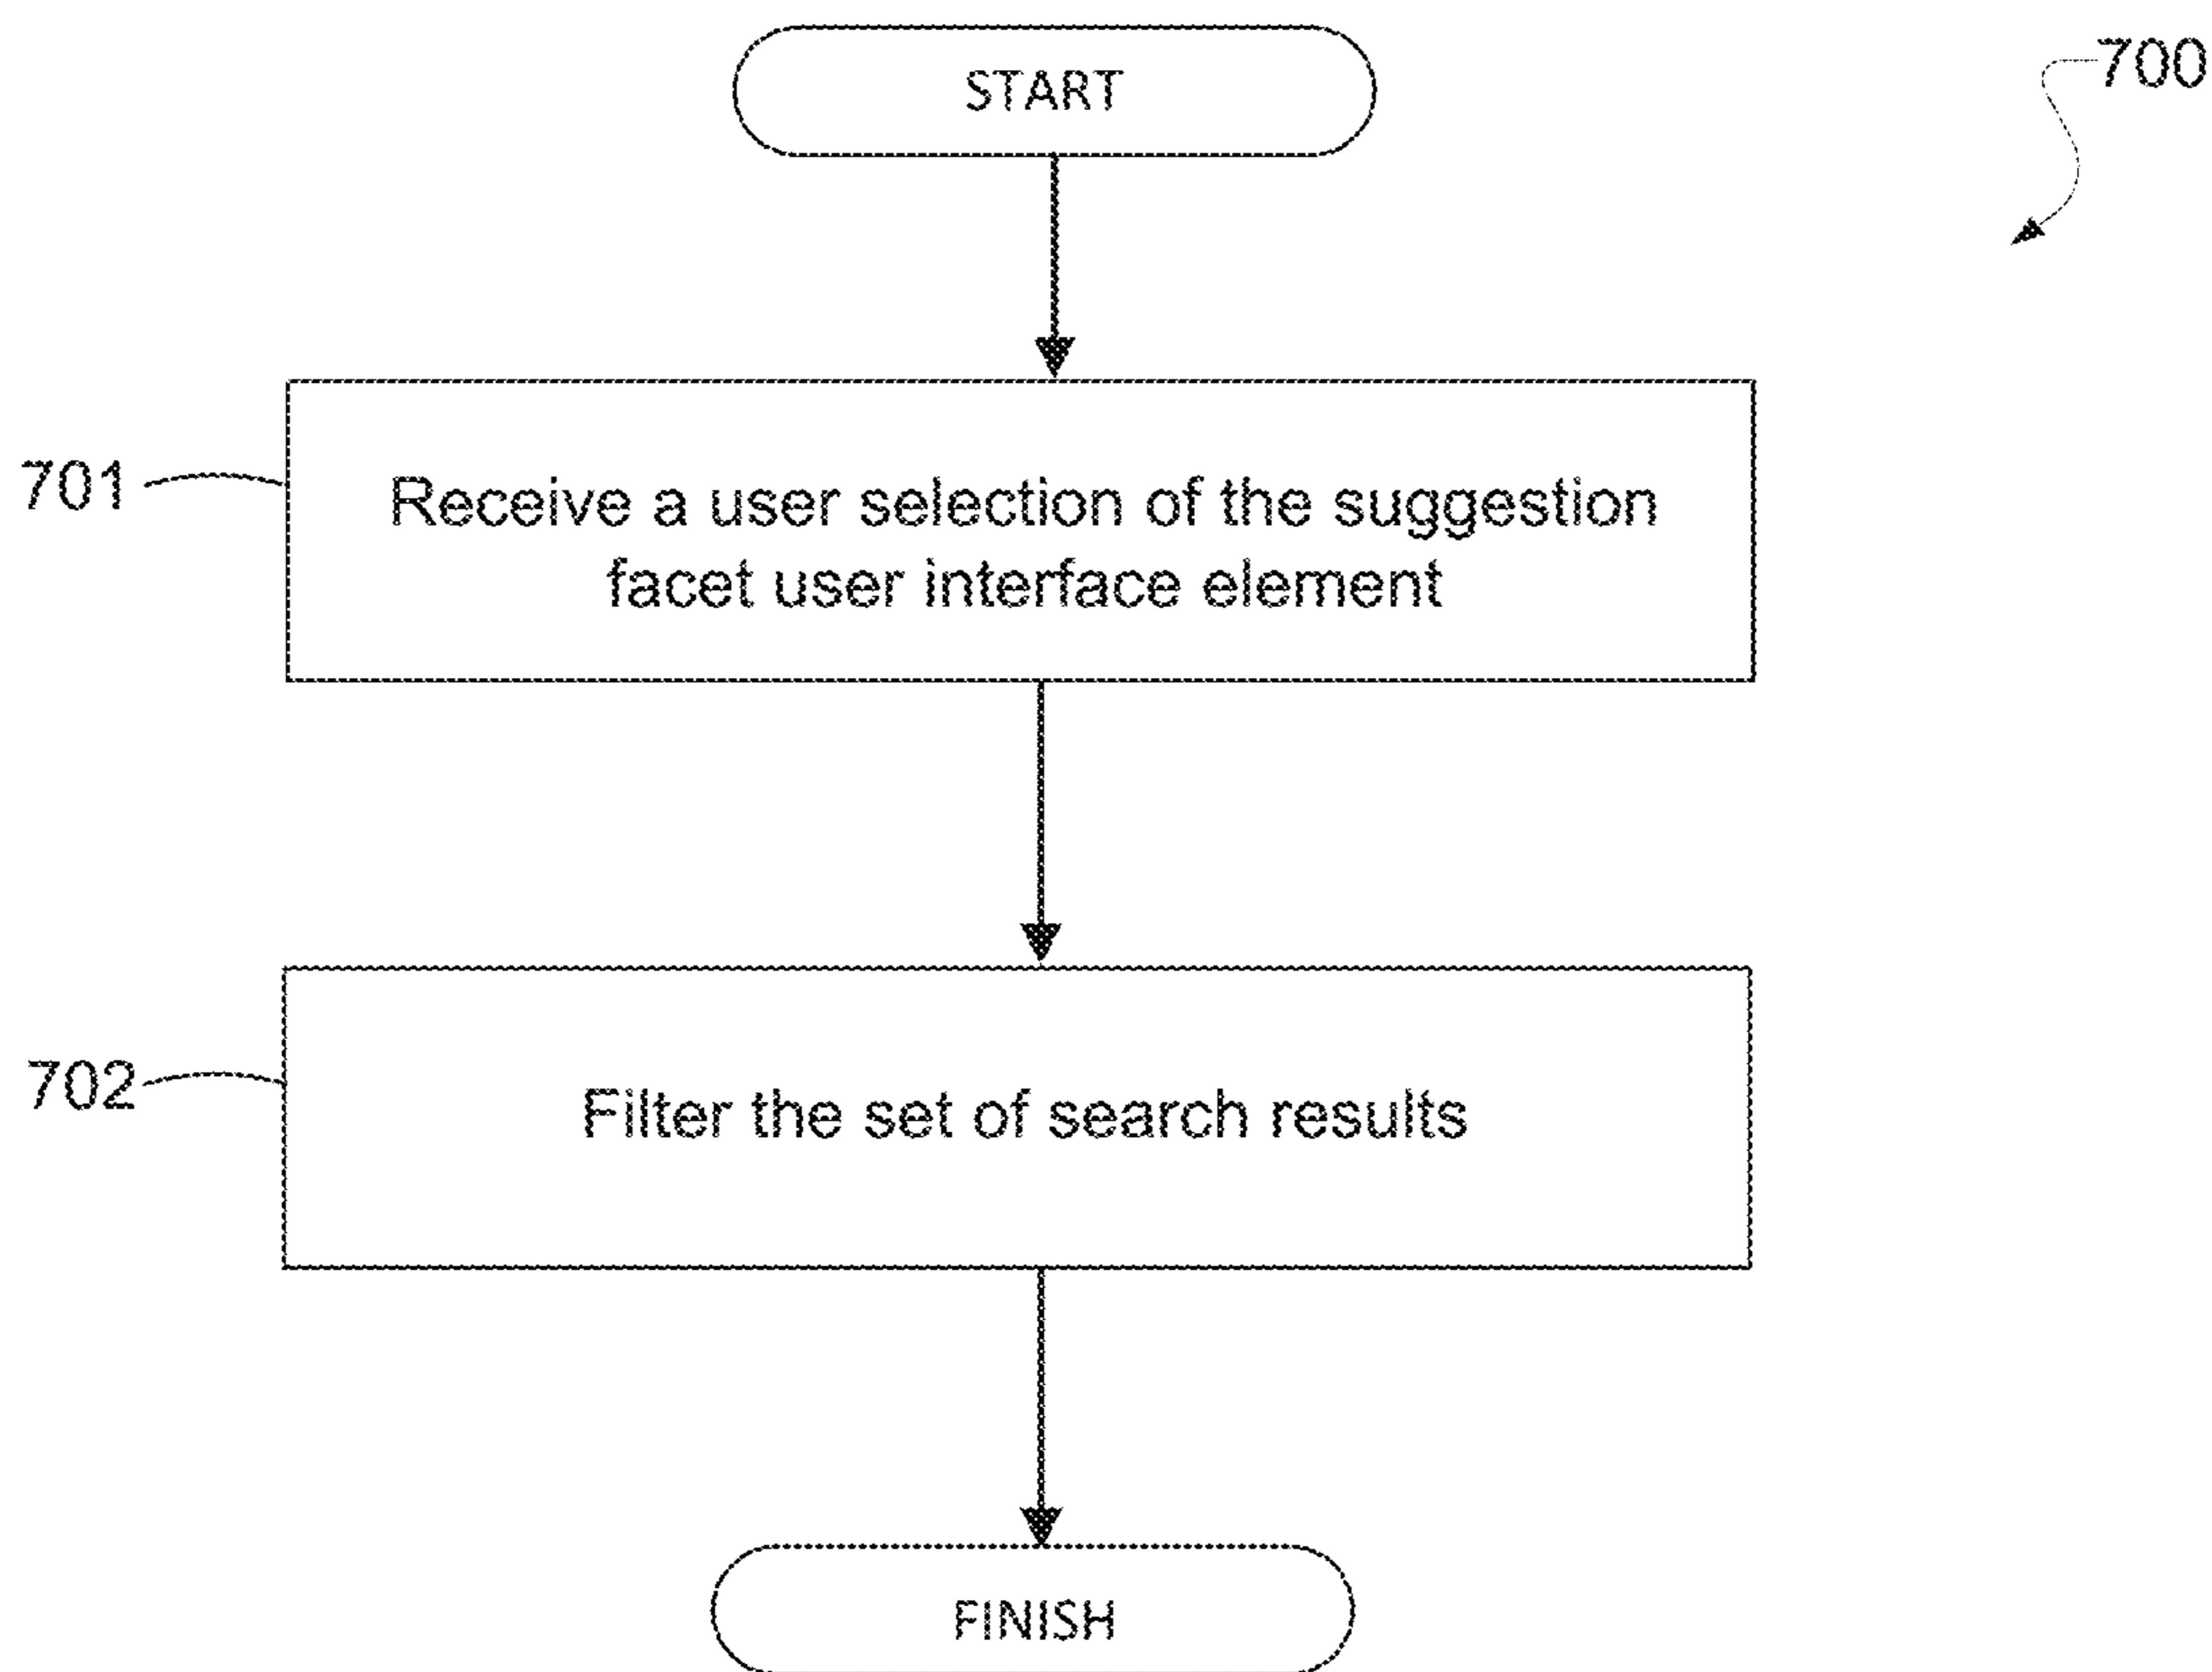 START
700
701
Receive a user selection of the suggestion
facet user interface element
702
Filter the set of search results
FINISH